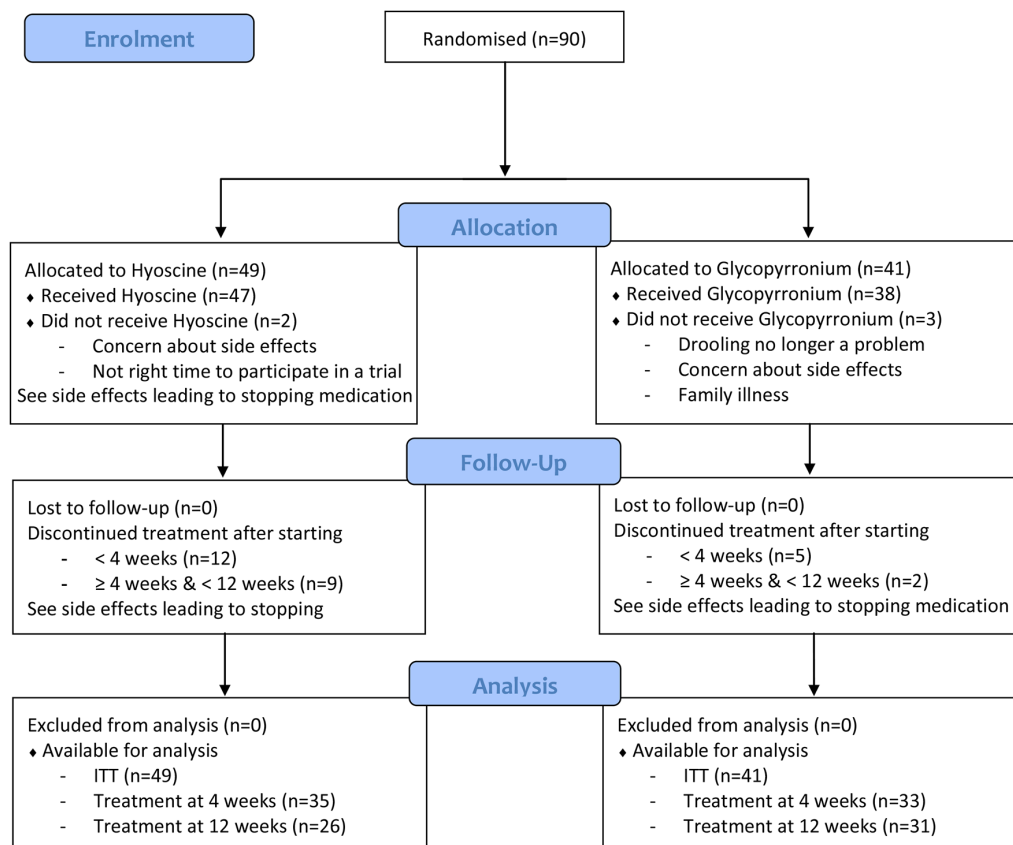 Enrolment
Randomised (n=90)
Allocation
Allocated to Hyoscine (n=49)
♦ Received Hyoscine (n=47)
♦ Did not receive Hyoscine (n=2)
- Concern about side effects
- Not right time to participate in a trial
See side effects leading to stopping medication
Allocated to Glycopyrronium (n=41)
♦ Received Glycopyrronium (n=38)
♦ Did not receive Glycopyrronium (n=3)
- Drooling no longer a problem
- Concern about side effects
- Family illness
Follow-Up
Lost to follow-up (n=0)
Discontinued treatment after starting
- < 4 weeks (n=12)
- ≥ 4 weeks & < 12 weeks (n=9)
See side effects leading to stopping
Lost to follow-up (n=0)
Discontinued treatment after starting
- < 4 weeks (n=5)
- ≥ 4 weeks & < 12 weeks (n=2)
See side effects leading to stopping medication
Analysis
Excluded from analysis (n=0)
♦ Available for analysis
- ITT (n=49)
- Treatment at 4 weeks (n=35)
- Treatment at 12 weeks (n=26)
Excluded from analysis (n=0)
♦ Available for analysis
- ITT (n=41)
- Treatment at 4 weeks (n=33)
- Treatment at 12 weeks (n=31)